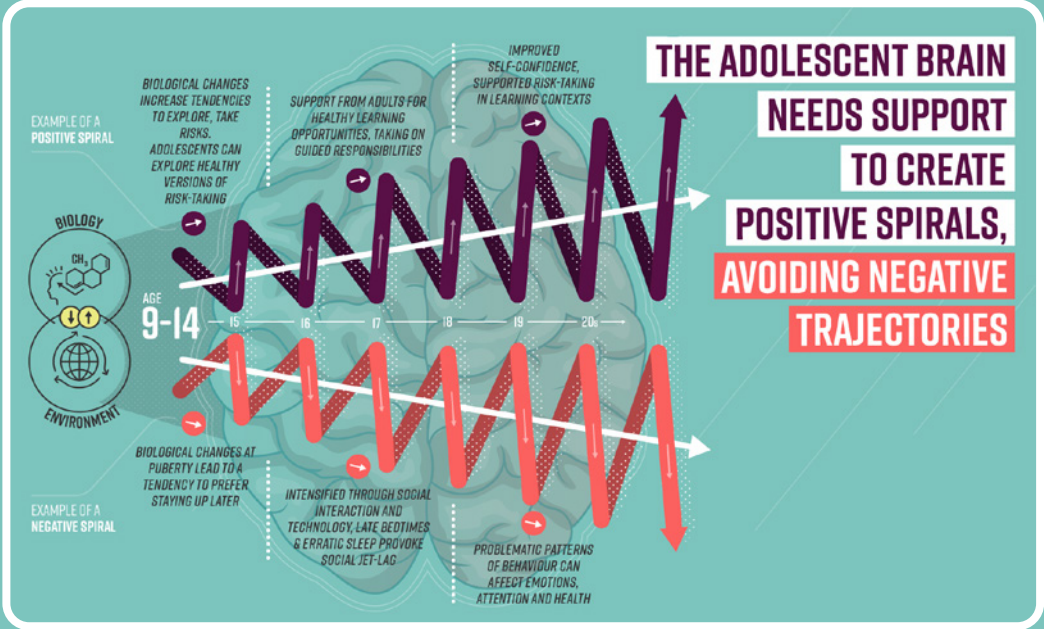 THE ADOLESCENT BRAIN
NEEDS SUPPORT
TO CREATE
POSITIVE SPIRALS,
AVOIDING NEGATIVE
TRAJECTORIES
EXAMPLE OF A
POSITIVE SPIRAL
BIOLOGICAL CHANGES
INCREASE TENDENCIES
TO EXPLORE, TAKE
RISKS.
ADOLESCENTS CAN
EXPLORE HEALTHY
VERSIONS OF
RISK-TAKING
SUPPORT FROM ADULTS FOR
HEALTHY LEARNING
OPPORTUNITIES, TAKING ON
GUIDED RESPONSIBILITIES
IMPROVED
SELF-CONFIDENCE,
SUPPORTED RISK-TAKING
IN LEARNING CONTEXTS
BIOLOGY
CH3
ENVIRONMENT
AGE
9-14
15 16 17 18 19 20s
BIOLOGICAL CHANGES AT
PUBERTY LEAD TO A
TENDENCY TO PREFER
STAYING UP LATER
INTENSIFIED THROUGH SOCIAL
INTERACTION AND
TECHNOLOGY, LATE BEDTIMES
& ERRATIC SLEEP PROVOKE
SOCIAL JET-LAG
PROBLEMATIC PATTERNS
OF BEHAVIOUR CAN
AFFECT EMOTIONS,
ATTENTION AND HEALTH
EXAMPLE OF A
NEGATIVE SPIRAL